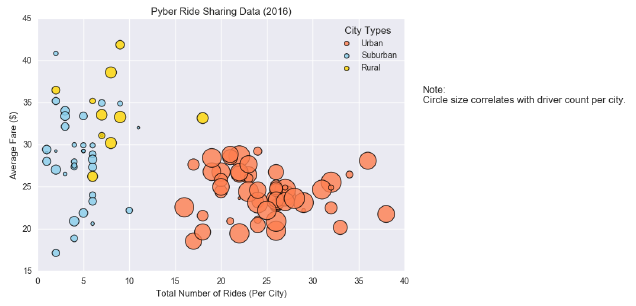 Pyber Ride Sharing Data (2016)
45
40
35
30
25
20
15
Average Fare ($)
City Types
Urban
Suburban
Rural
Note:
Circle size correlates with driver count per city.
0
5
10
15
20
25
30
35
40
Total Number of Rides (Per City)